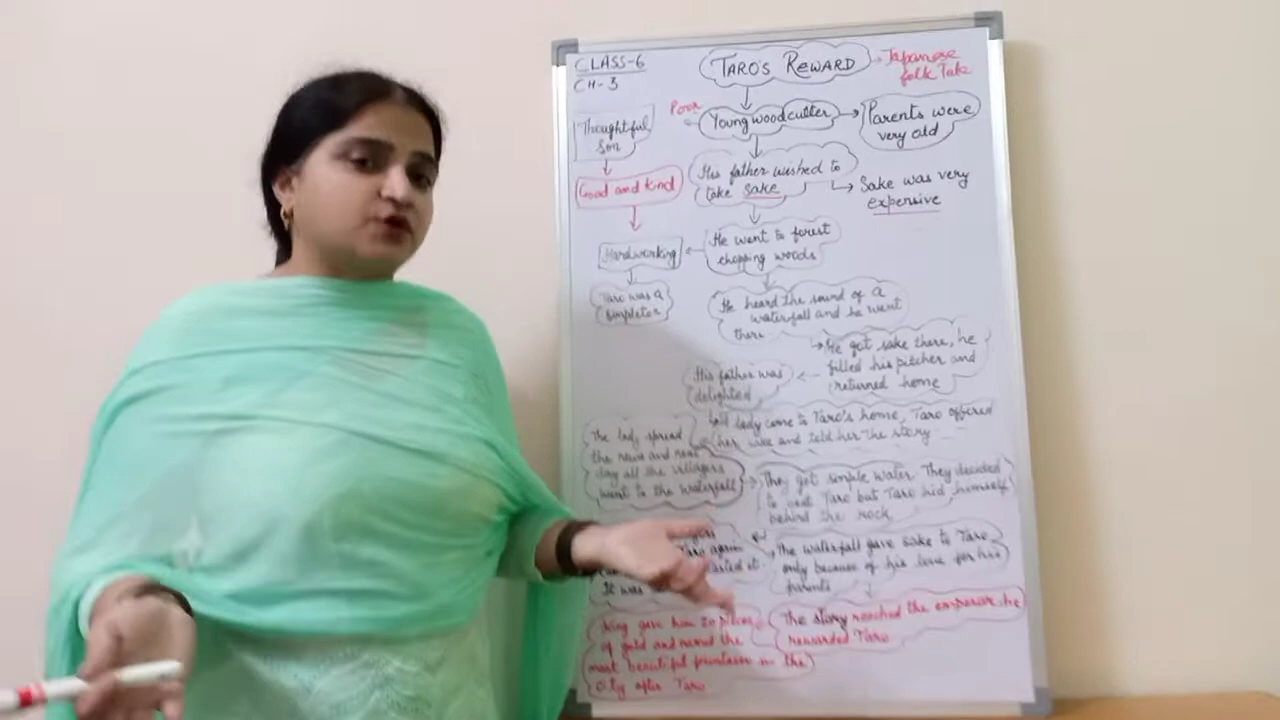 CLASS-6
CH-3
TARO'S REWARD
Japanese
folk Tale
Poor
Young woodcutter
Parents were
very old
Thoughtful
Son
Good and kind
His father wished to
take sake
Sake was very
expensive
He went to forest
chopping woods
Hardworking
Taro was a
He heard the sound of a
waterfall and he went
there
He got sake there, he
filled his pitcher and
returned home
His father was
delighted
lady come to Taro's home, Taro offered
her sake and told her the story
The lady spread
the news and next
day all the villagers
went to the waterfall
They got simple water. They decided
to Taro but Taro hid himself
behind the rock
Taro again
tasted it
It was
The waterfall gave sake to Taro
only because of his love for his
parents
The story reached the emperor. he
rewarded Taro
King gave him 20 pieces
of gold and named the
most beautiful fountain in the
City after Taro